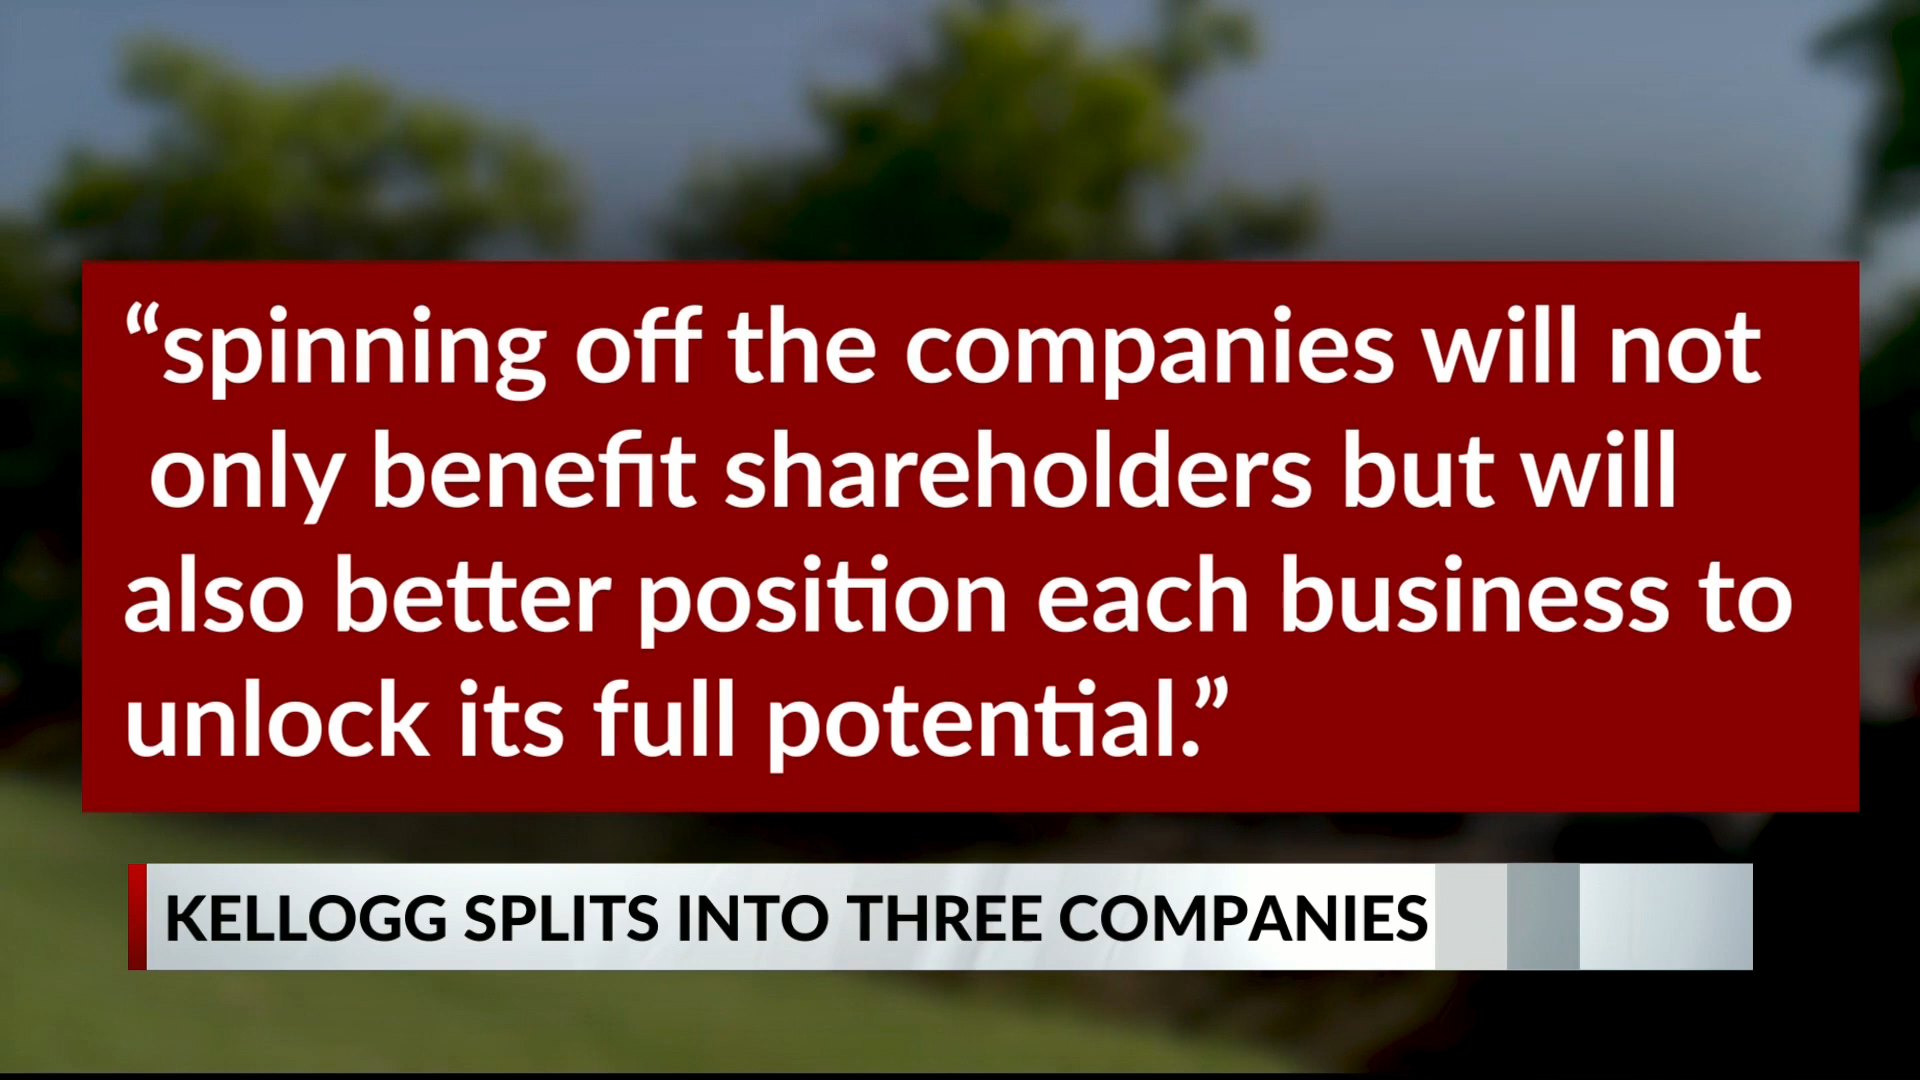 “spinning off the companies will not
only benefit shareholders but will
also better position each business to
unlock its full potential.”
KELLOGG SPLITS INTO THREE COMPANIES